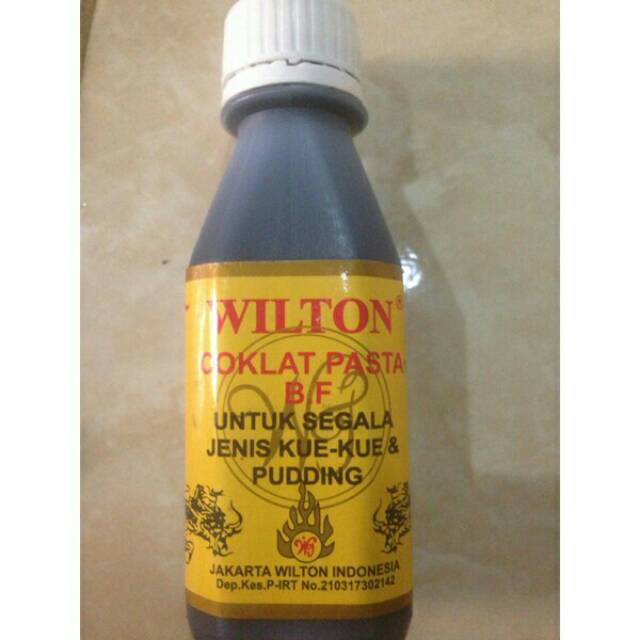 WILTON®
COKLAT PASTA
B.F
UNTUK SEGALA
JENIS KUE-KUE &
PUDDING
JAKARTA WILTON INDONESIA
Dep.Kes.P-IRT No.210317302142